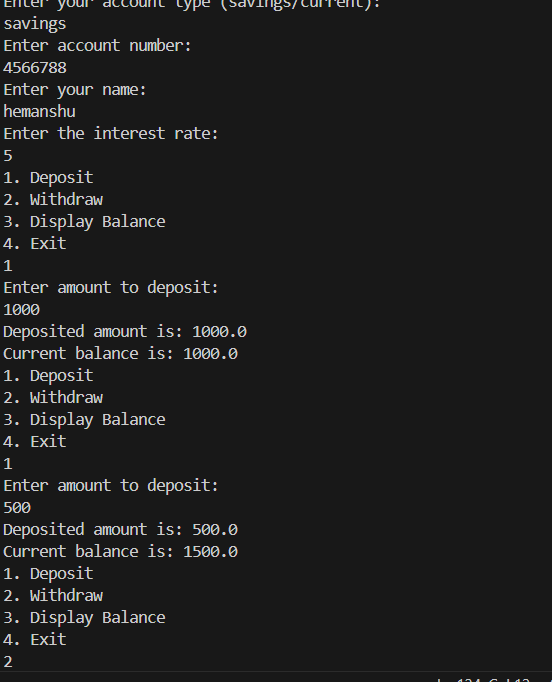 Enter your account type (savings/current):
savings
Enter account number:
4566788
Enter your name:
hemanshu
Enter the interest rate:
5
1. Deposit
2. Withdraw
3. Display Balance
4. Exit
1
Enter amount to deposit:
1000
Deposited amount is: 1000.0
Current balance is: 1000.0
1. Deposit
2. Withdraw
3. Display Balance
4. Exit
1
Enter amount to deposit:
500
Deposited amount is: 500.0
Current balance is: 1500.0
1. Deposit
2. Withdraw
3. Display Balance
4. Exit
2